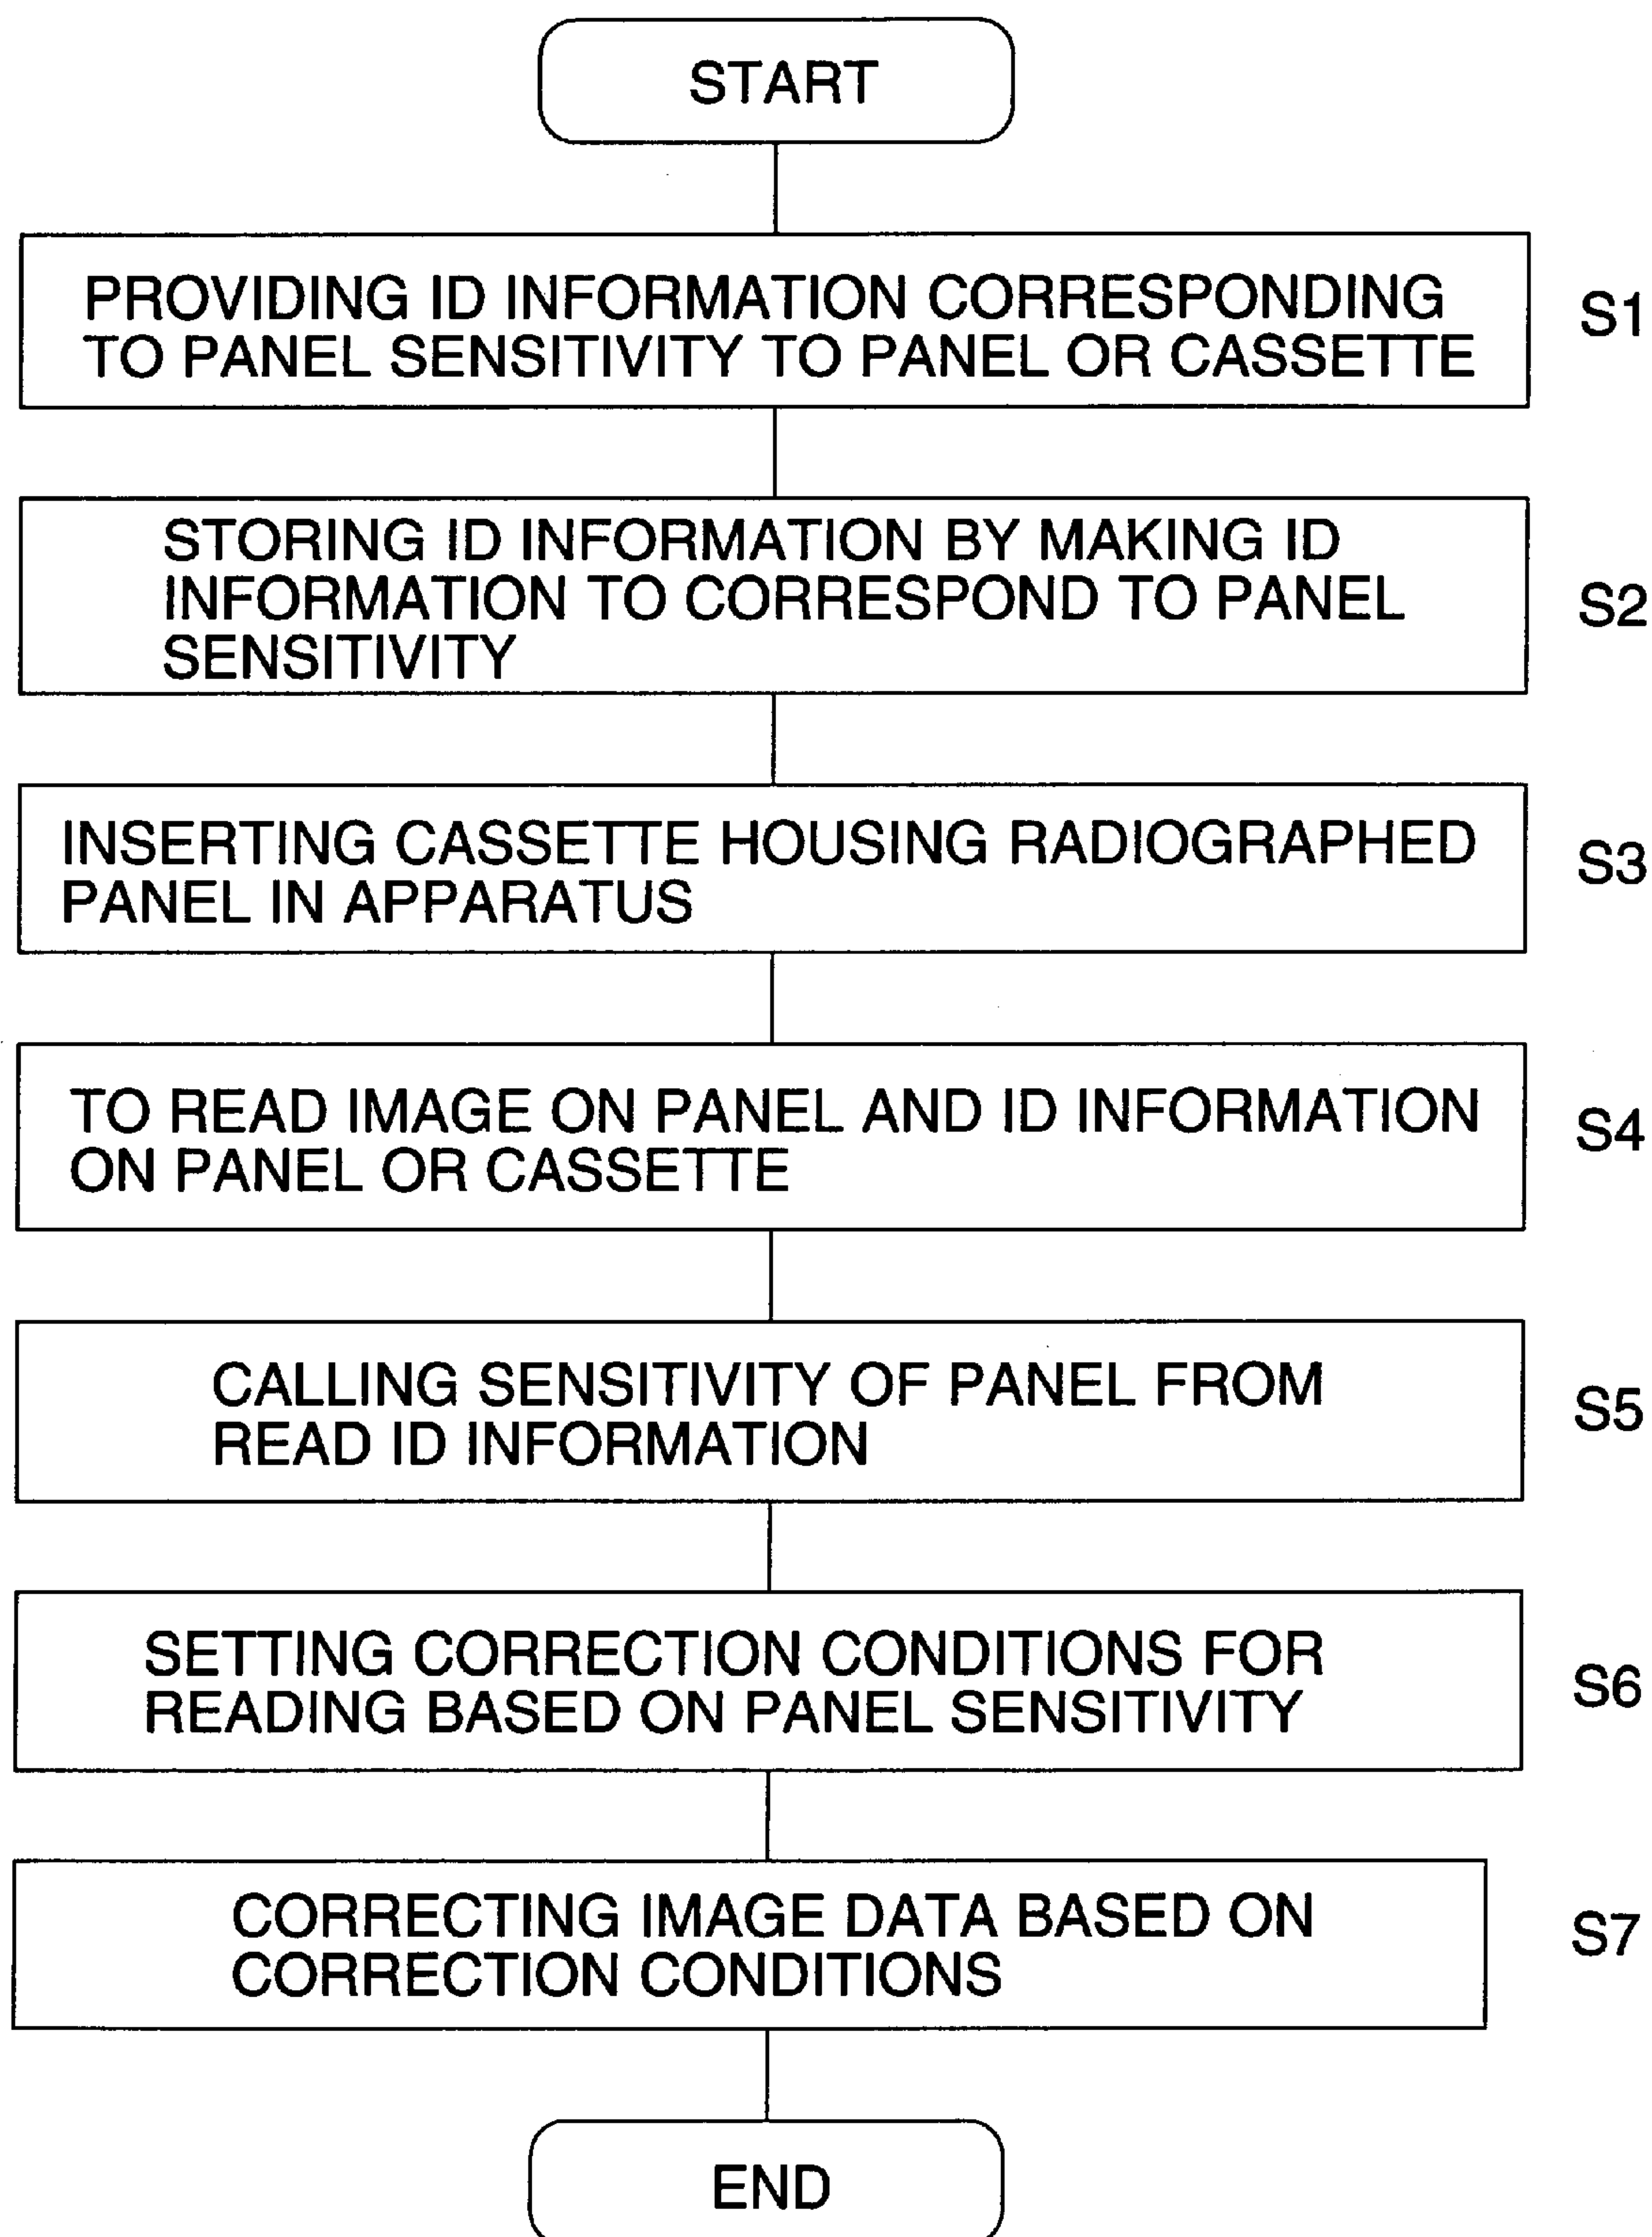 START
PROVIDING ID INFORMATION CORRESPONDING
TO PANEL SENSITIVITY TO PANEL OR CASSETTE
S1
STORING ID INFORMATION BY MAKING ID
INFORMATION TO CORRESPOND TO PANEL
SENSITIVITY
S2
INSERTING CASSETTE HOUSING RADIOGRAPHED
PANEL IN APPARATUS
S3
TO READ IMAGE ON PANEL AND ID INFORMATION
ON PANEL OR CASSETTE
S4
CALLING SENSITIVITY OF PANEL FROM
READ ID INFORMATION
S5
SETTING CORRECTION CONDITIONS FOR
READING BASED ON PANEL SENSITIVITY
S6
CORRECTING IMAGE DATA BASED ON
CORRECTION CONDITIONS
S7
END